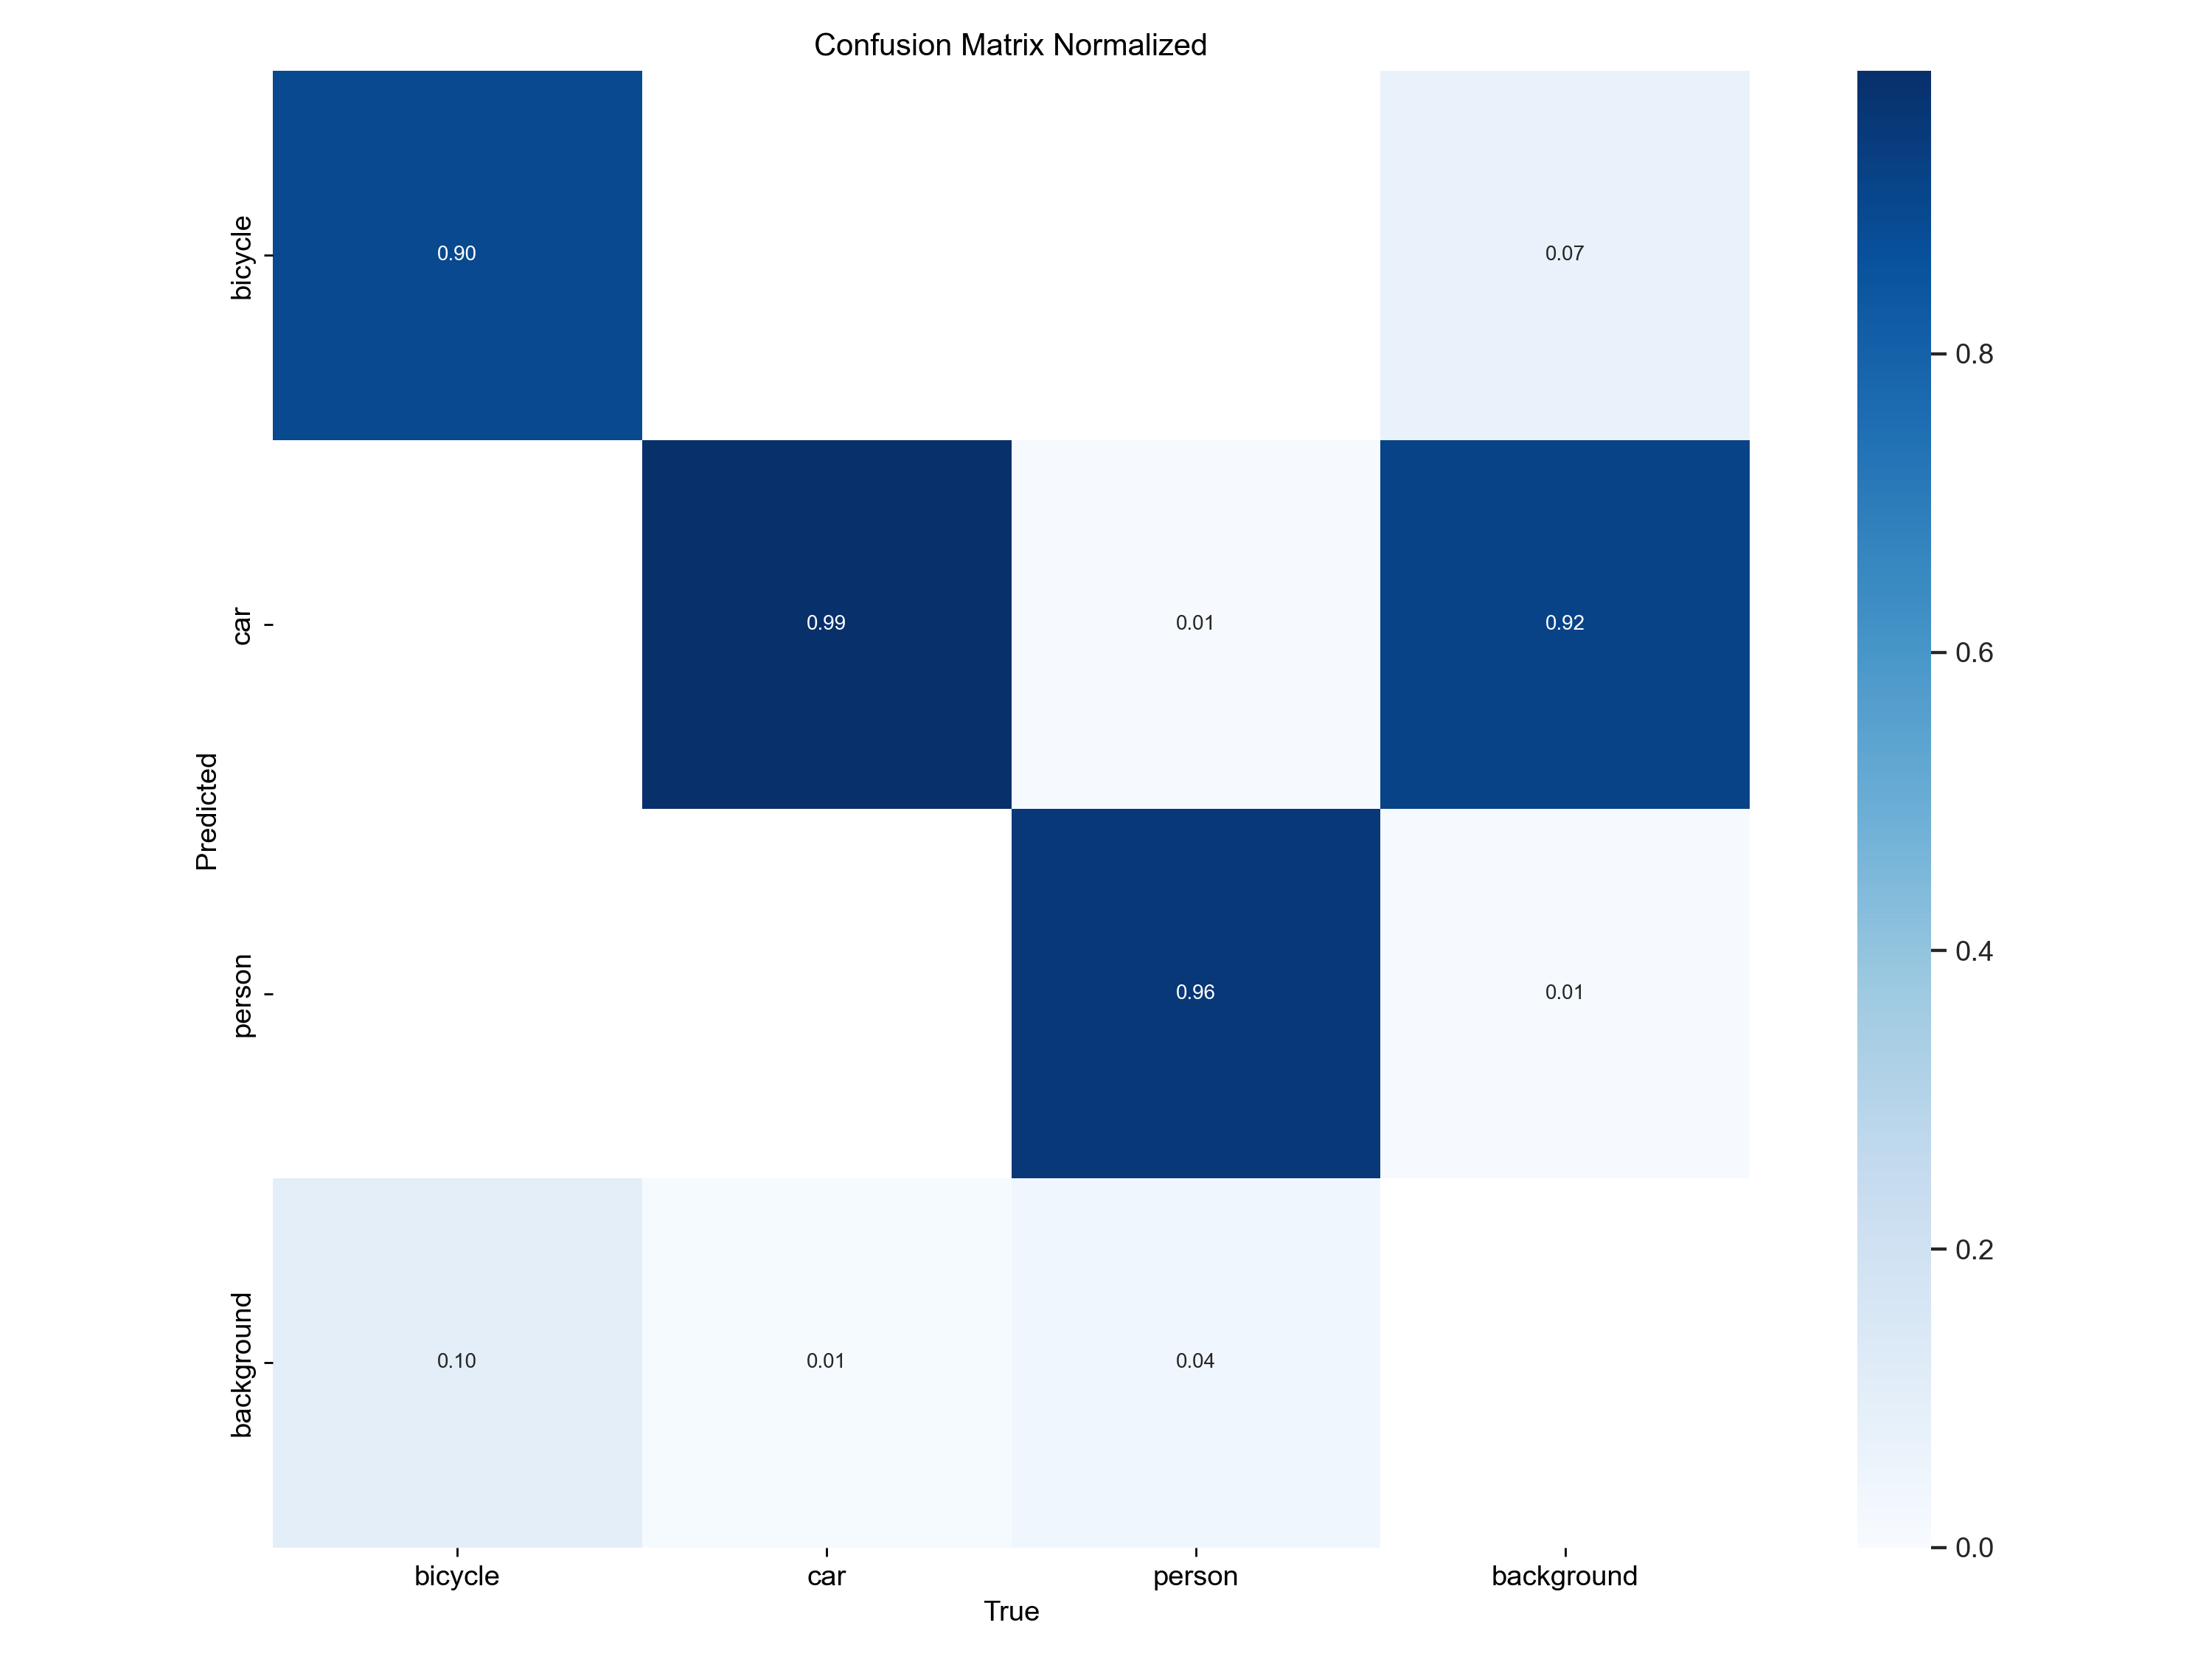 Confusion Matrix Normalized
bicycle
0.90
0.07
0.8
car
0.99
0.01
0.92
0.6
Predicted
person
0.96
0.01
0.4
background
0.10
0.01
0.04
0.2
0.0
bicycle
car
person
background
True